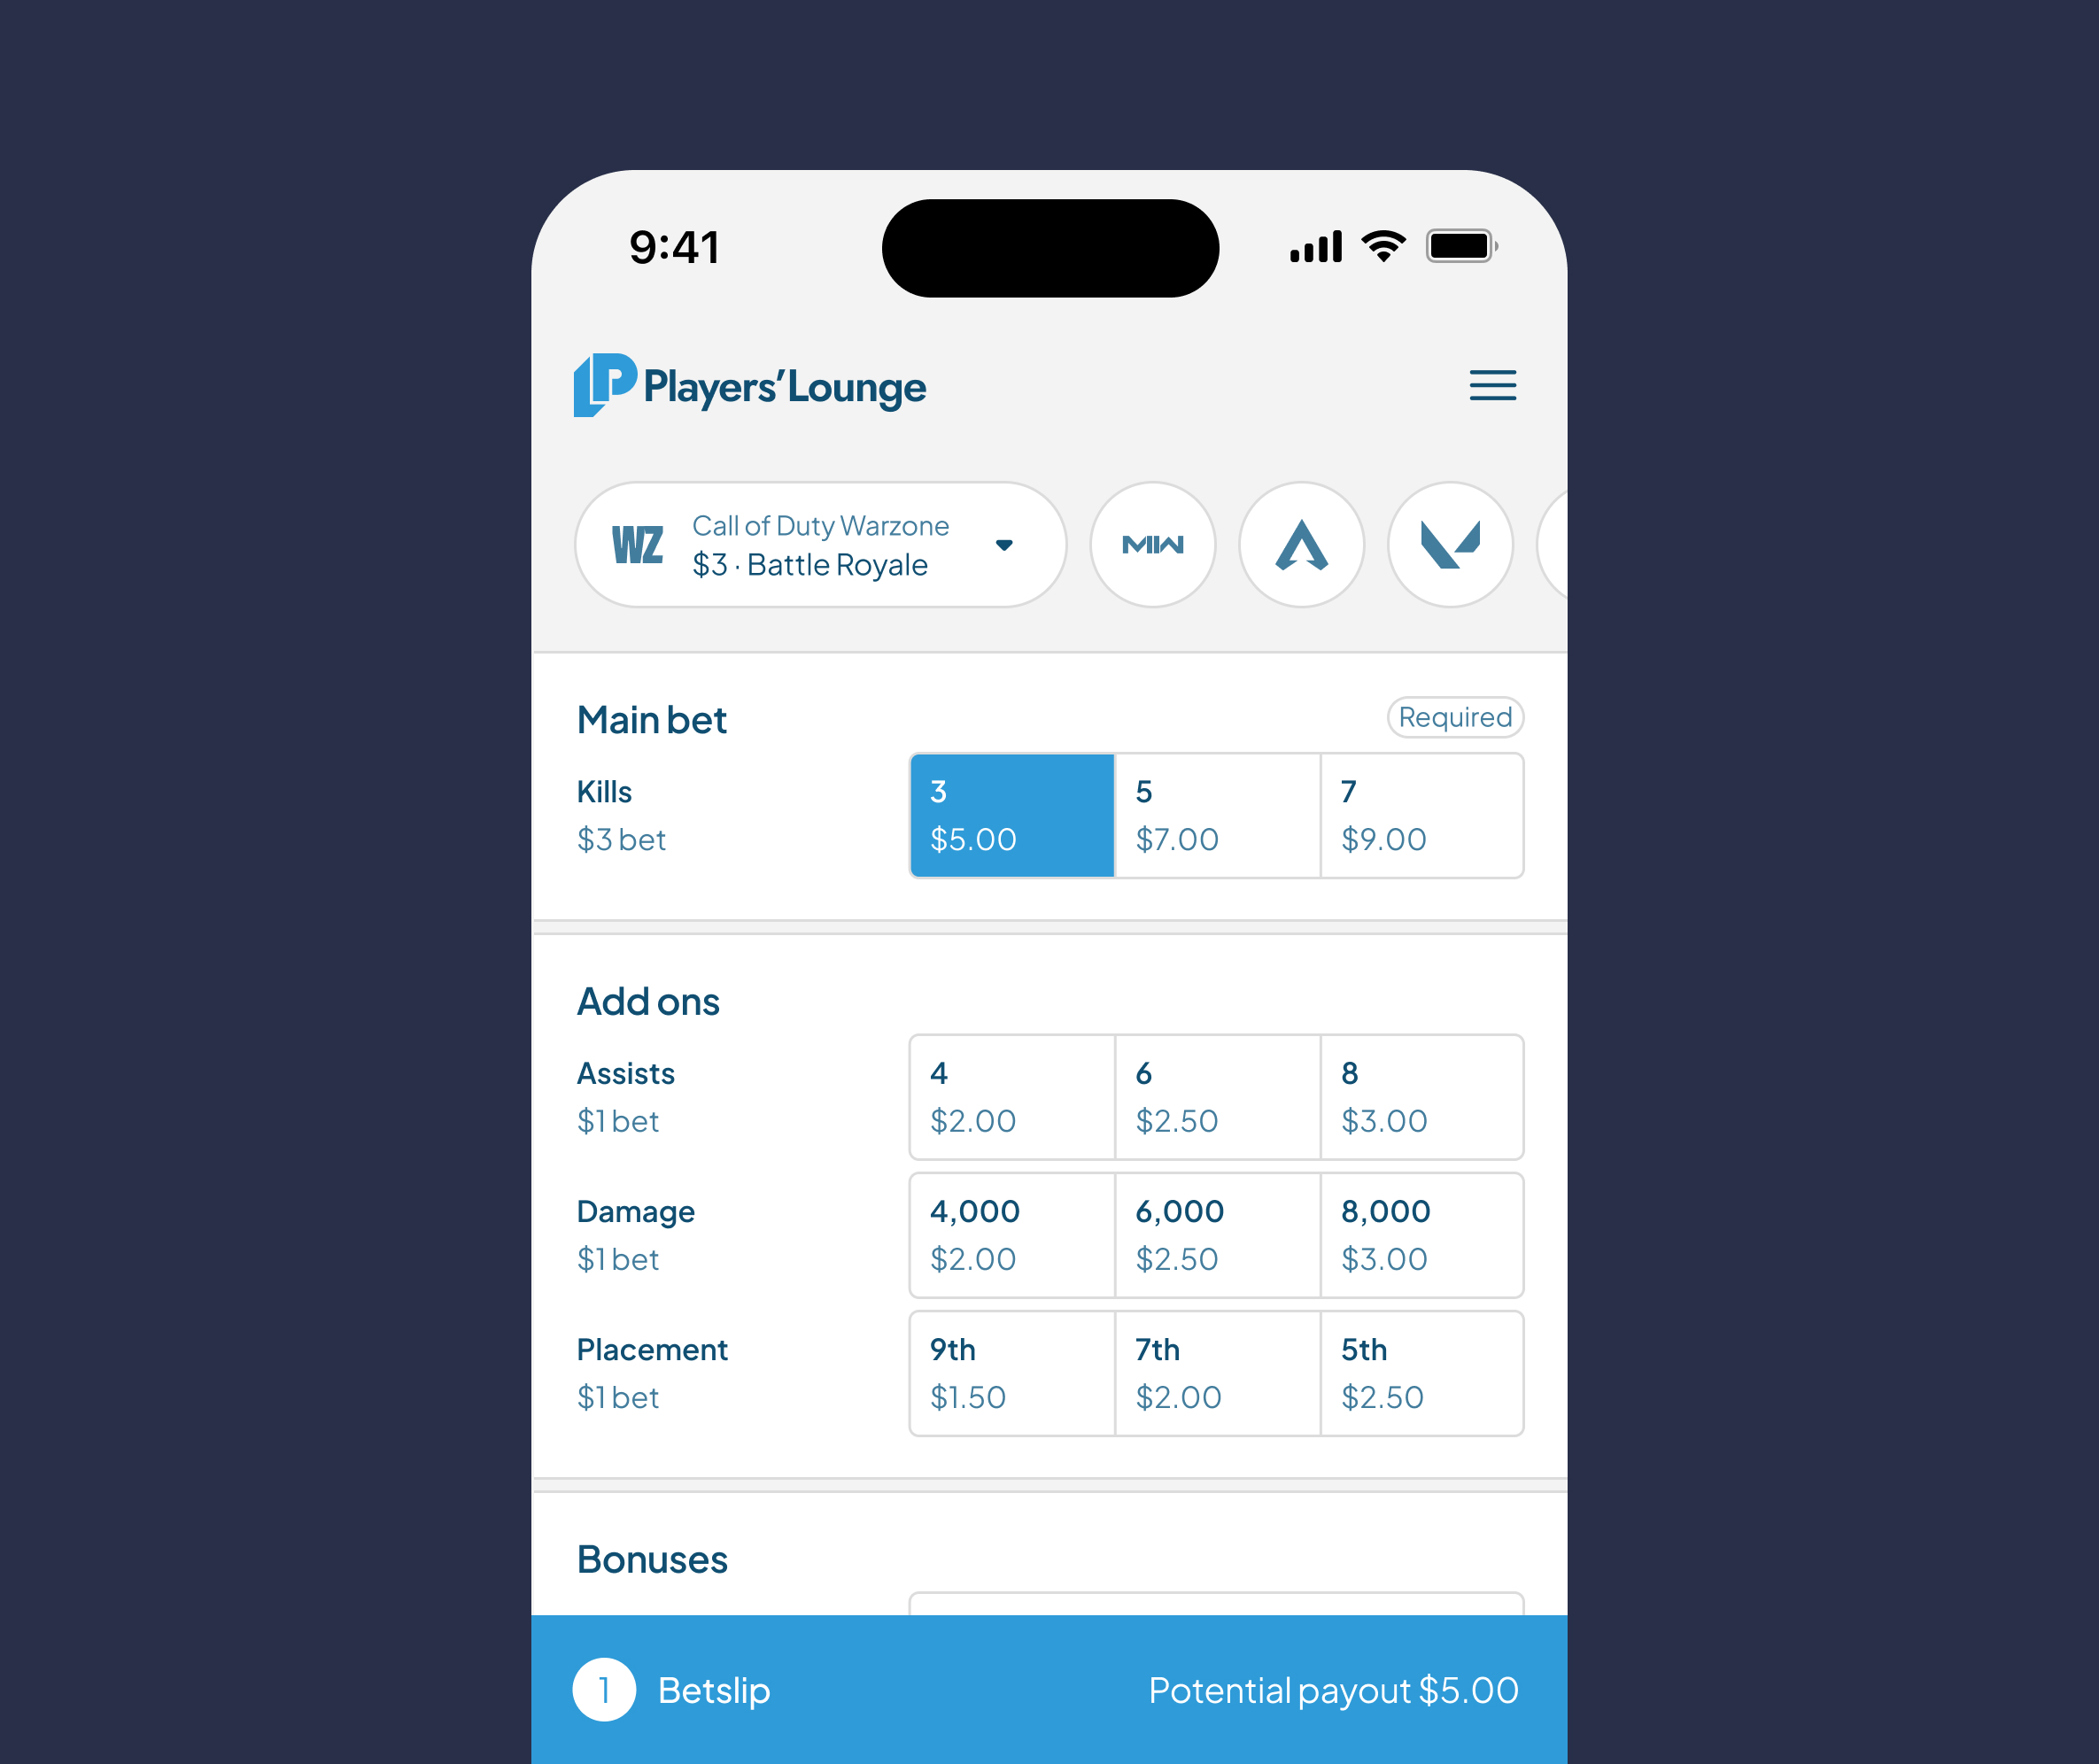 9:41
Players' Lounge
WZ
Call of Duty Warzone
$3 · Battle Royale
MW
Main bet
Required
Kills
$3 bet
3
$5.00
5
$7.00
7
$9.00
Add ons
Assists
$1 bet
4
$2.00
6
$2.50
8
$3.00
Damage
$1 bet
4,000
$2.00
6,000
$2.50
8,000
$3.00
Placement
$1 bet
9th
$1.50
7th
$2.00
5th
$2.50
Bonuses
1
Betslip
Potential payout $5.00